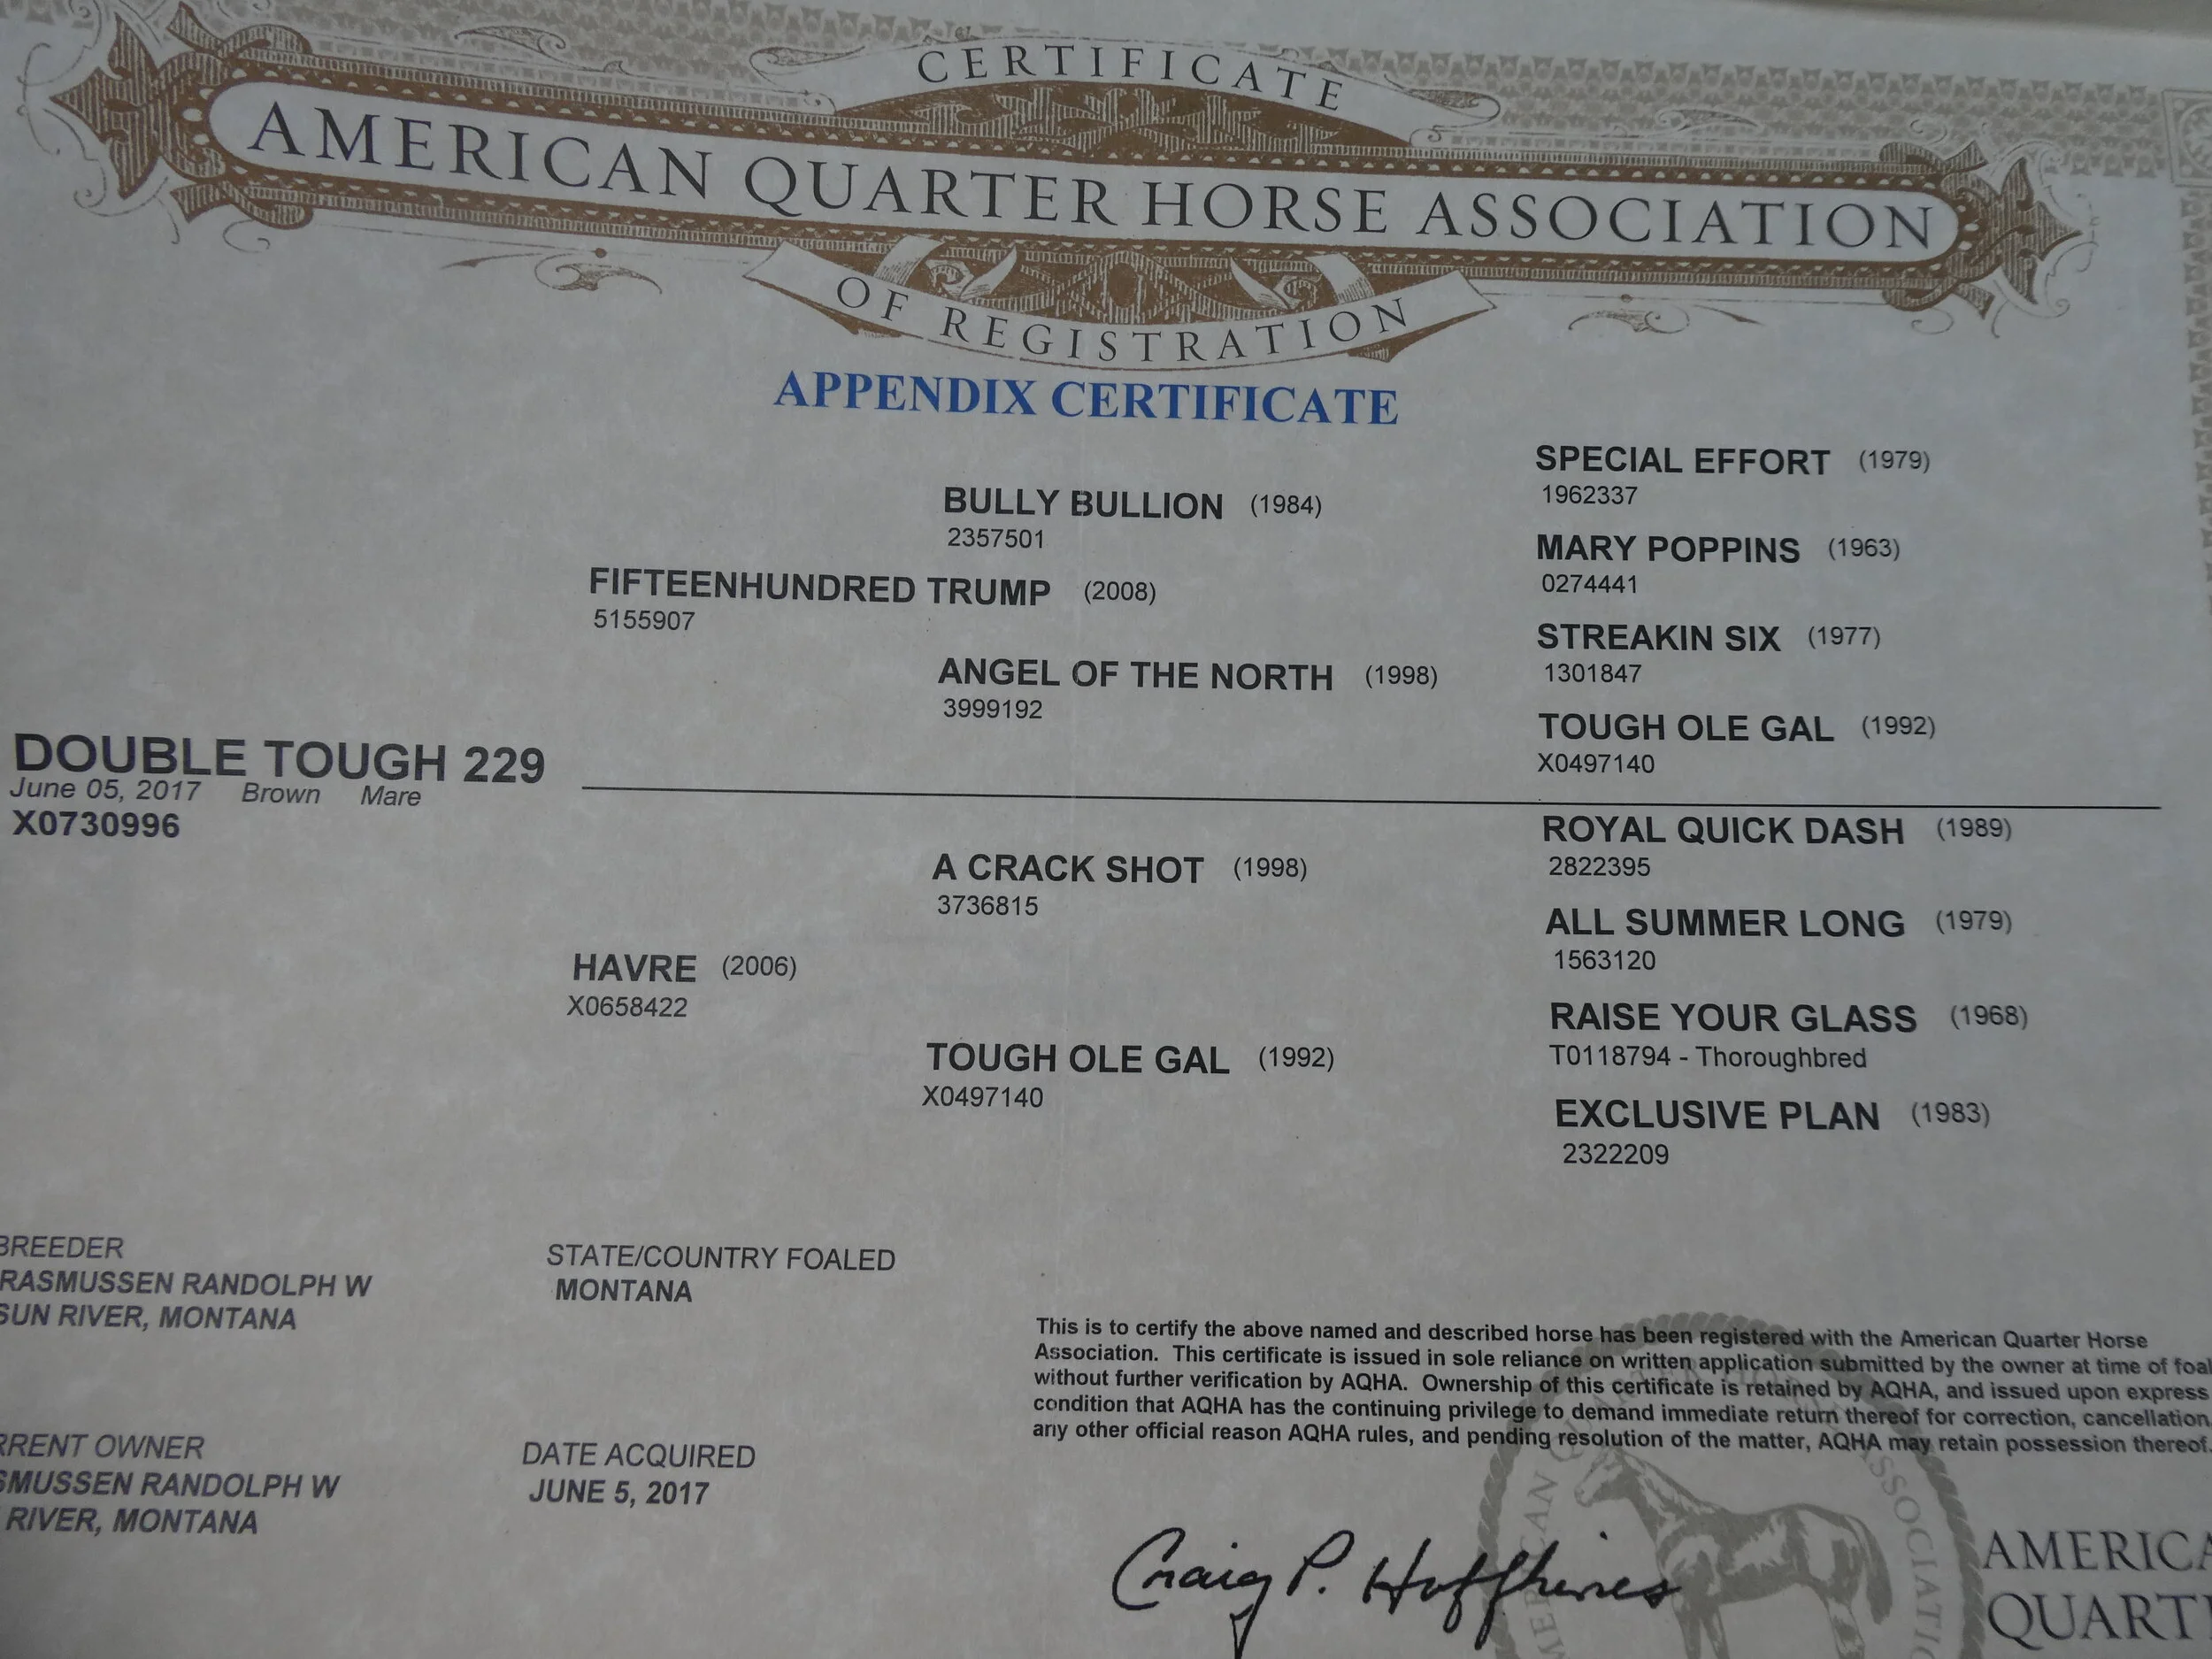 CERTIFICATE
AMERICAN QUARTER HORSE ASSOCIATION
OF REGISTRATION
APPENDIX CERTIFICATE
SPECIAL EFFORT (1979)
1962337
BULLY BULLION (1984)
2357501
MARY POPPINS (1963)
0274441
FIFTEENHUNDRED TRUMP (2008)
5155907
STREAKIN SIX (1977)
1301847
ANGEL OF THE NORTH (1998)
3999192
TOUGH OLE GAL (1992)
X0497140
DOUBLE TOUGH 229
June 05, 2017 Brown Mare
X0730996
ROYAL QUICK DASH (1989)
2822395
A CRACK SHOT (1998)
3736815
ALL SUMMER LONG (1979)
1563120
HAVRE (2006)
X0658422
RAISE YOUR GLASS (1968)
T0118794 - Thoroughbred
TOUGH OLE GAL (1992)
X0497140
EXCLUSIVE PLAN (1983)
2322209
BREEDER
RASMUSSEN RANDOLPH W
SUN RIVER, MONTANA
STATE/COUNTRY FOALED
MONTANA
This is to certify the above named and described horse has been registered with the American Quarter Horse
Association. This certificate is issued in sole reliance on written application submitted by the owner at time of foal
without further verification by AQHA. Ownership of this certificate is retained by AQHA, and issued upon express
condition that AQHA has the continuing privilege to demand immediate return thereof for correction, cancellation
any other official reason AQHA rules, and pending resolution of the matter, AQHA may retain possession thereof.
RRENT OWNER
SMUSSEN RANDOLPH W
RIVER, MONTANA
DATE ACQUIRED
JUNE 5, 2017
Craig P. Huffhines
AMERICA
QUART